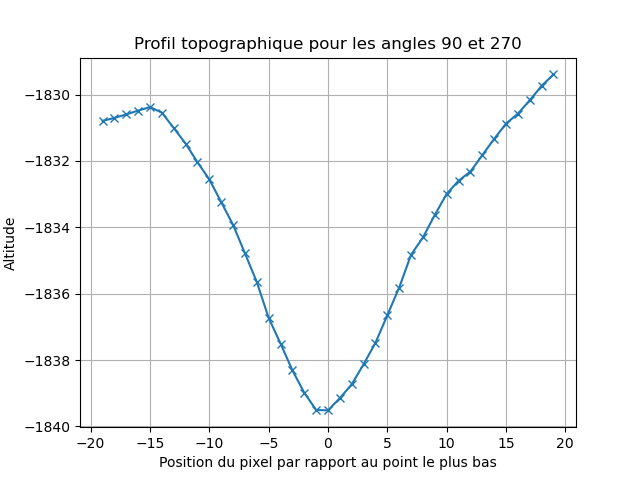 Profil topographique pour les angles 90 et 270
Altitude
−1830
−1832
−1834
−1836
−1838
−1840
−20 −15 −10 −5 0 5 10 15 20
Position du pixel par rapport au point le plus bas